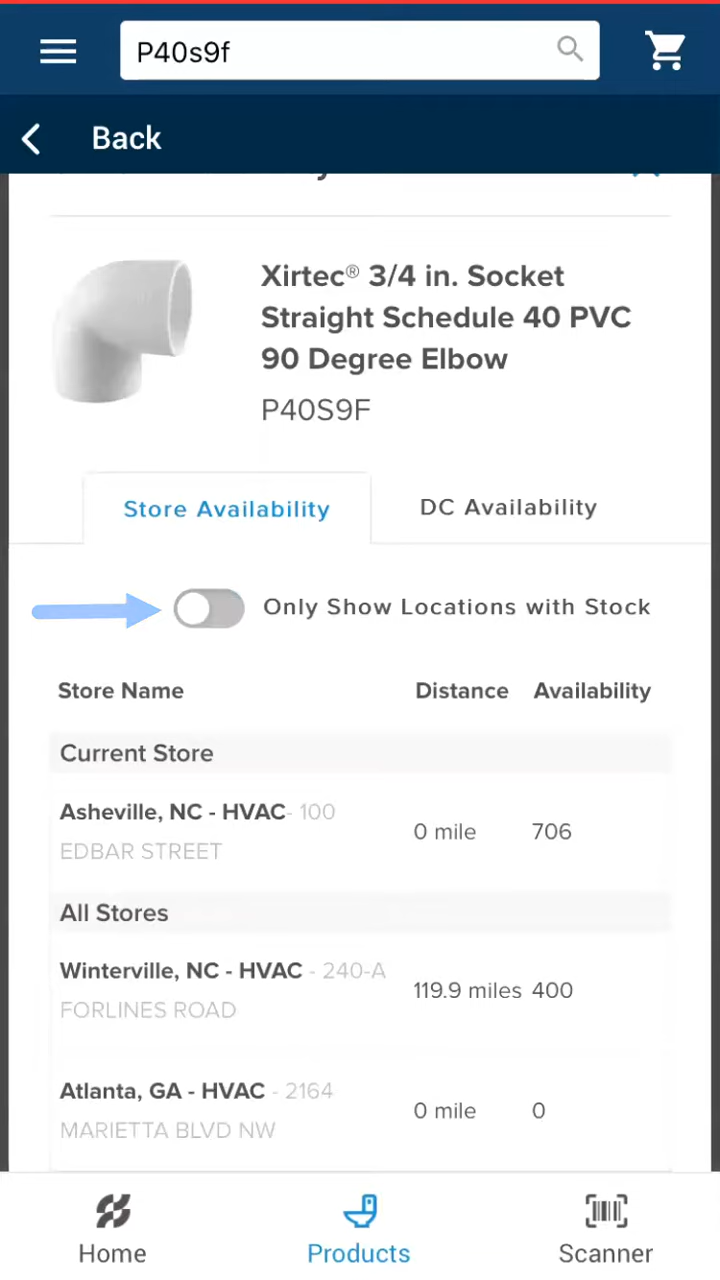 P40s9f
Back
Xirtec® 3/4 in. Socket
Straight Schedule 40 PVC
90 Degree Elbow
P40S9F
Store Availability
DC Availability
Only Show Locations with Stock
Store Name Distance Availability
Current Store
Asheville, NC - HVAC- 100
0 mile 706
EDBAR STREET
All Stores
Winterville, NC - HVAC - 240-A
119.9 miles 400
FORLINES ROAD
Atlanta, GA - HVAC - 2164
0 mile 0
MARIETTA BLVD NW
Home Products Scanner